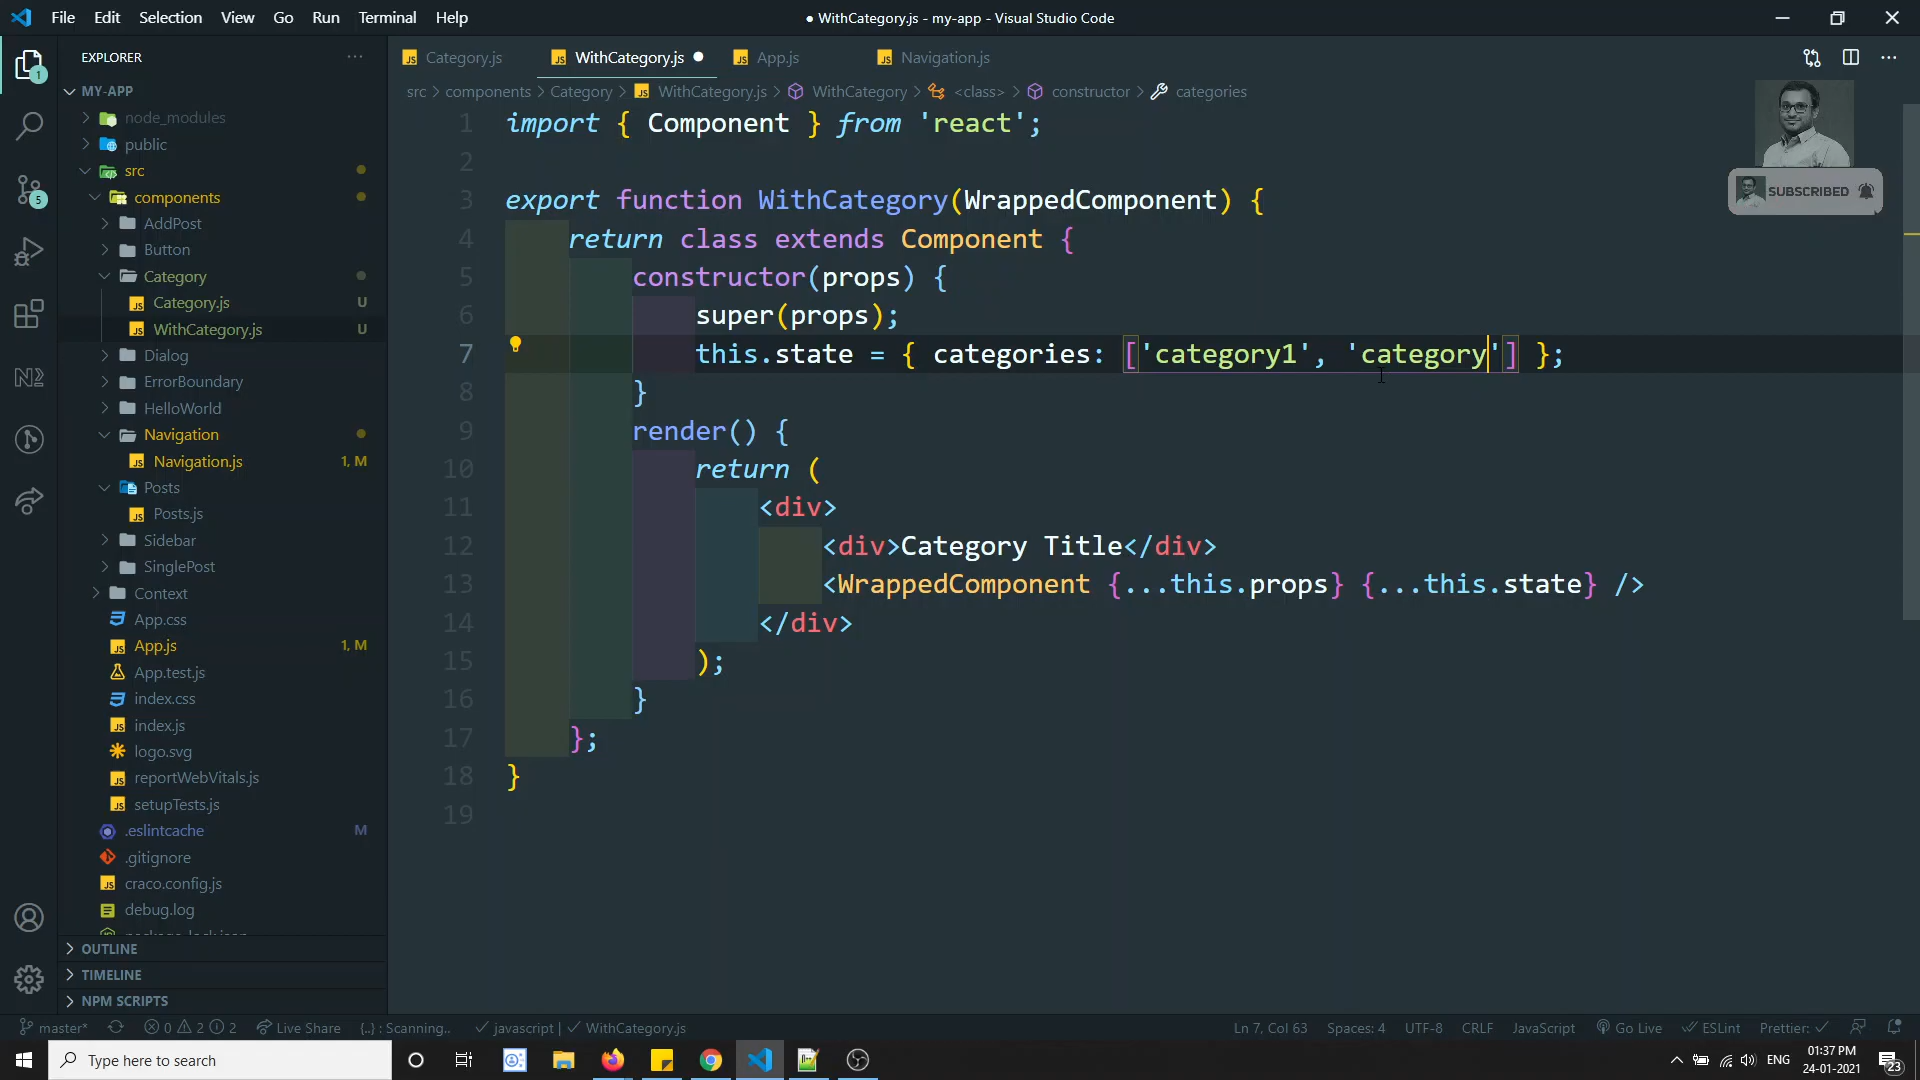 File Edit Selection View Go Run Terminal Help
● WithCategory.js - my-app - Visual Studio Code
EXPLORER
MY-APP
node_modules
public
src
components
AddPost
Button
Category
Category.js U
WithCategory.js U
Dialog
ErrorBoundary
HelloWorld
Navigation
Navigation.js 1, M
Posts
Posts.js
Sidebar
SinglePost
Context
App.css
App.js 1, M
App.test.js
index.css
index.js
logo.svg
reportWebVitals.js
setupTests.js
.eslintcache M
.gitignore
craco.config.js
debug.log
OUTLINE
TIMELINE
NPM SCRIPTS
1
5
Category.js WithCategory.js ● App.js Navigation.js
src > components > Category > WithCategory.js > WithCategory > <class> > constructor > categories
1 import { Component } from 'react';
2
3 export function WithCategory(WrappedComponent) {
4 return class extends Component {
5 constructor(props) {
6 super(props);
7 this.state = { categories: ['category1', 'category'] };
8 }
9 render() {
10 return (
11 <div>
12 <div>Category Title</div>
13 <WrappedComponent {...this.props} {...this.state} />
14 </div>
15 );
16 }
17 };
18 }
19
SUBSCRIBED
master* 0 2 2 Live Share {..} : Scanning.. javascript | WithCategory.js
Ln 7, Col 63 Spaces: 4 UTF-8 CRLF JavaScript Go Live ESLint Prettier:
Type here to search
ENG
01:37 PM
24-01-2021
23